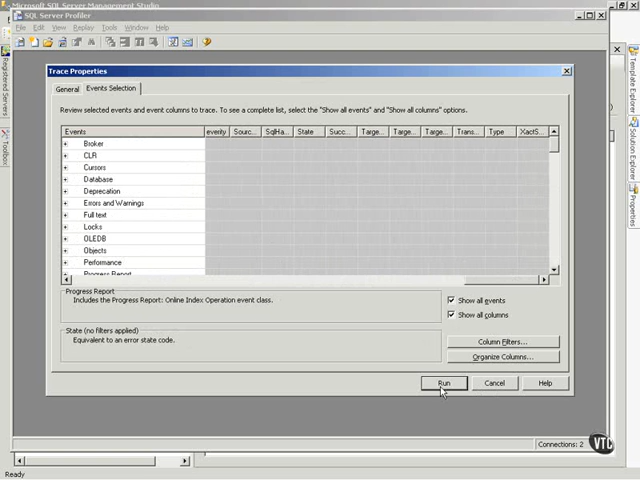 Microsoft SQL Server Management Studio
SQL Server Profiler
File Edit View Replay Tools Window Help
Trace Properties
General Events Selection
Review selected events and event columns to trace. To see a complete list, select the "Show all events" and "Show all columns" options.
Events everity Sourc... SqlHa... State Succ... Targe... Targe... Targe... Trans... Type XactS...
Broker
CLR
Cursors
Database
Deprecation
Errors and Warnings
Full text
Locks
OLEDB
Objects
Performance
Progress Report
Progress Report
Includes the Progress Report: Online Index Operation event class.
Show all events
Show all columns
State (no filters applied)
Equivalent to an error state code.
Column Filters...
Organize Columns...
Run Cancel Help
Connections: 2
VTC
Ready
Registered Servers
Toolbox
Template Explorer
Solution Explorer
Properties